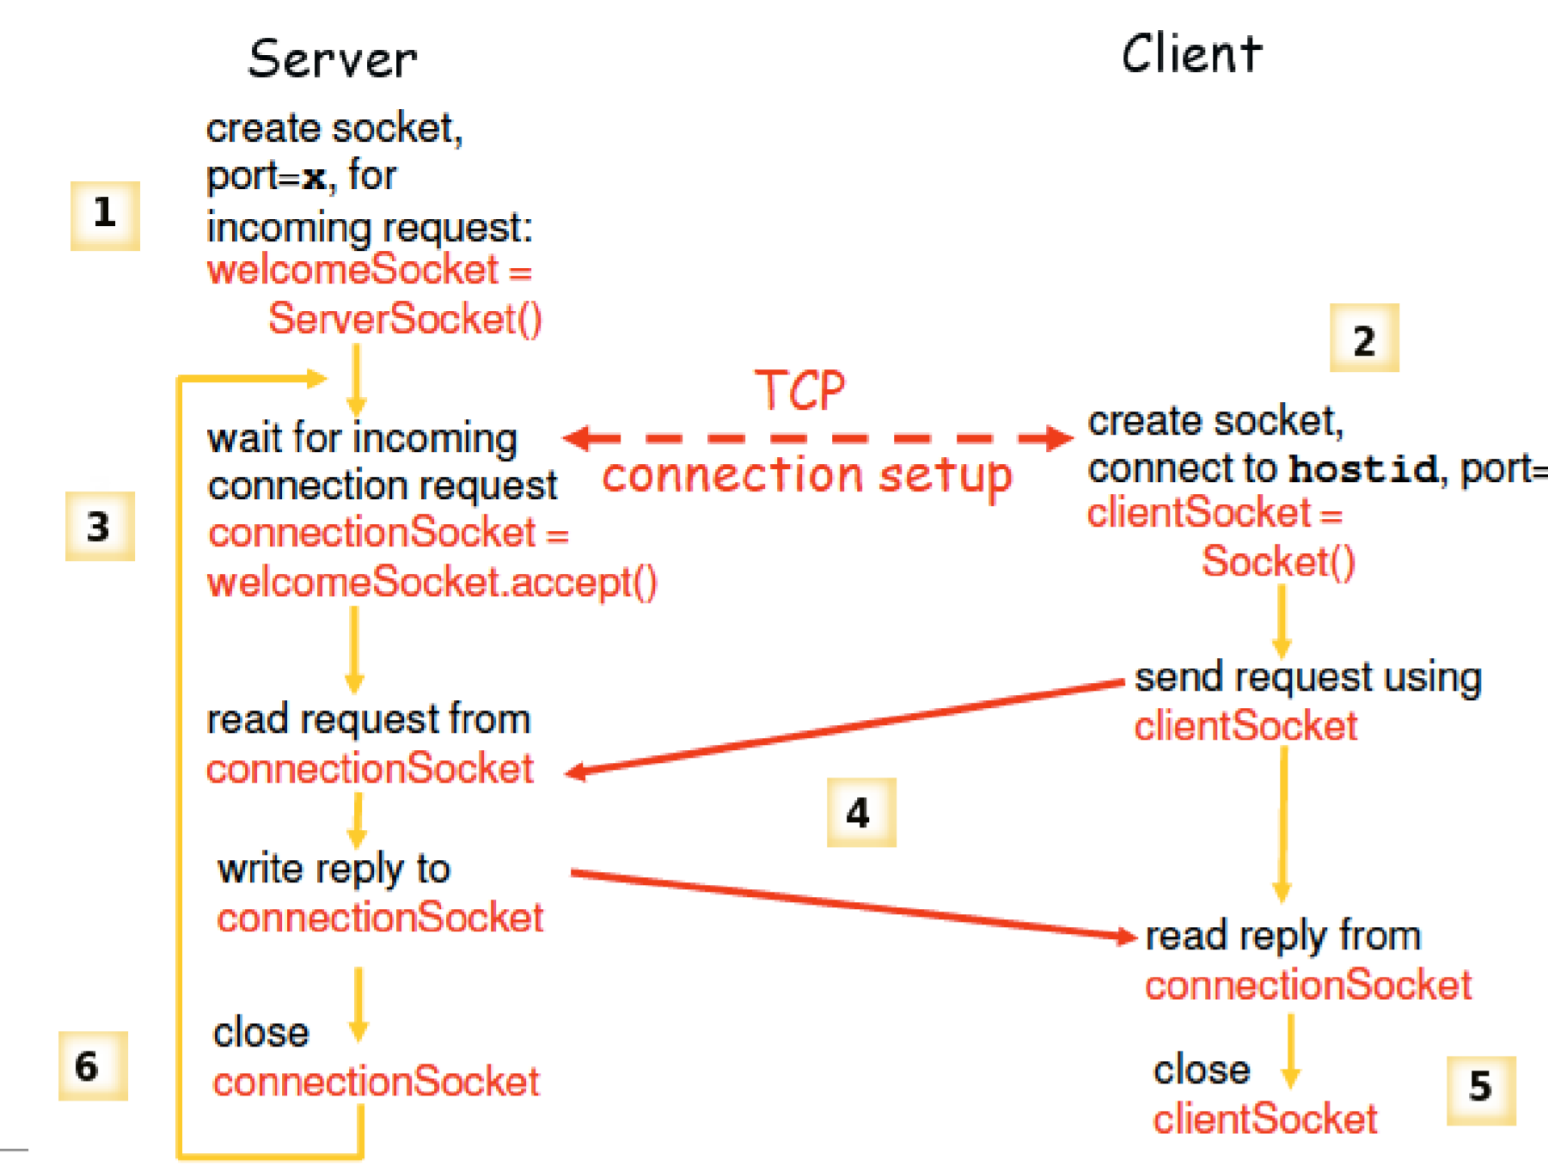 Server
Client
create socket,
port=x, for
incoming request:
welcomeSocket =
ServerSocket()
1
2
TCP
connection setup
wait for incoming
connection request
connectionSocket =
welcomeSocket.accept()
3
create socket,
connect to hostid, port=
clientSocket =
Socket()
send request using
clientSocket
read request from
connectionSocket
4
write reply to
connectionSocket
read reply from
connectionSocket
close
connectionSocket
6
close
clientSocket
5